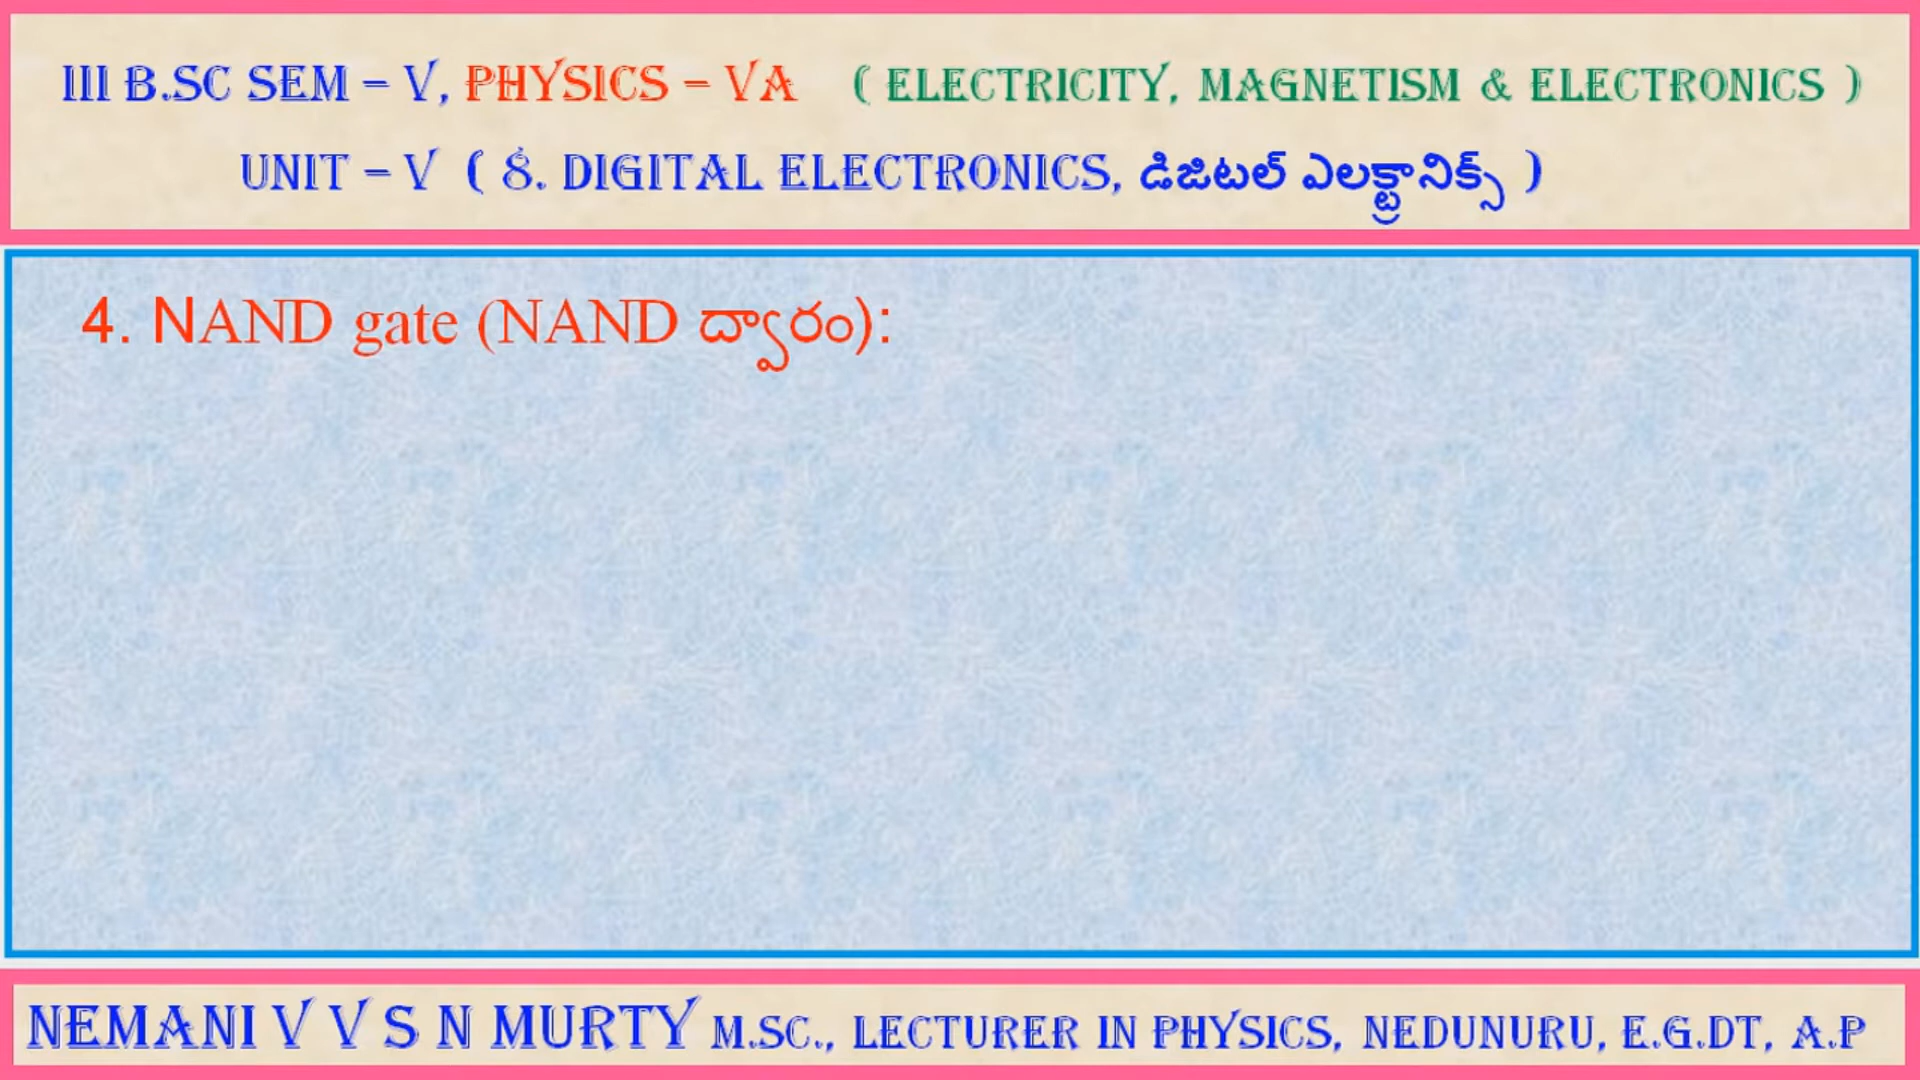 III B.SC SEM – V, PHYSICS – VA ( ELECTRICITY, MAGNETISM & ELECTRONICS )
UNIT – V ( 8. DIGITAL ELECTRONICS, డిజిటల్ ఎలక్ట్రానిక్స్ )
4. NAND gate (NAND ద్వారం):
NEMANI V V S N MURTY M.SC., LECTURER IN PHYSICS, NEDUNURU, E.G.DT, A.P